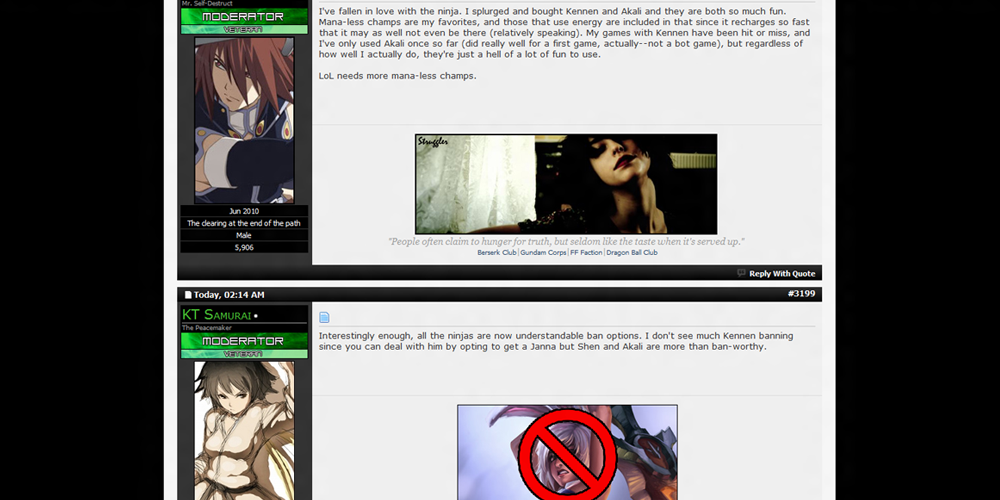 Mr. Self-Destruct
MODERATOR
VETERAN
I've fallen in love with the ninja. I splurged and bought Kennen and Akali and they are both so much fun.
Mana-less champs are my favorites, and those that use energy are included in that since it recharges so fast
that it may as well not even be there (relatively speaking). My games with Kennen have been hit or miss, and
I've only used Akali once so far (did really well for a first game, actually--not a bot game), but regardless of
how well I actually do, they're just a hell of a lot of fun to use.
LoL needs more mana-less champs.
Jun 2010
The clearing at the end of the path
Male
5,906
Struggler
"People often claim to hunger for truth, but seldom like the taste when it's served up."
Berserk Club | Gundam Corps | FF Faction | Dragon Ball Club
Reply With Quote
Today, 02:14 AM #3199
KT Samurai
The Peacemaker
MODERATOR
VETERAN
Interestingly enough, all the ninjas are now understandable ban options. I don't see much Kennen banning
since you can deal with him by opting to get a Janna but Shen and Akali are more than ban-worthy.